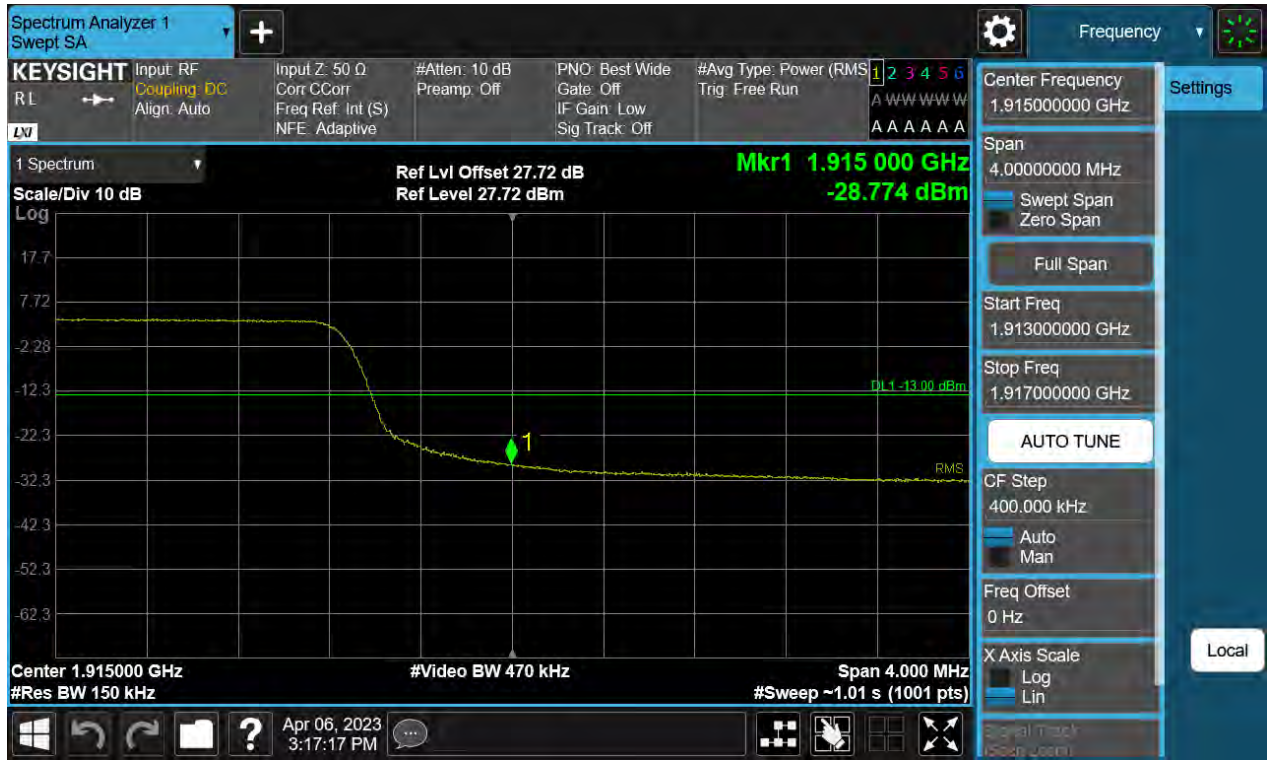 Spectrum Analyzer 1
Swept SA
Frequency
KEYSIGHT
RL
LXI
Input: RF
Coupling: DC
Align: Auto
Input Z: 50 Ω
Corr CCorr
Freq Ref: Int (S)
NFE: Adaptive
#Atten: 10 dB
Preamp: Off
PNO: Best Wide
Gate: Off
IF Gain: Low
Sig Track: Off
#Avg Type: Power (RMS
Trig: Free Run
1 2 3 4 5 6
A W W W W W
A A A A A A
1 Spectrum
Scale/Div 10 dB
Log
Ref Lvl Offset 27.72 dB
Ref Level 27.72 dBm
Mkr1 1.915 000 GHz
-28.774 dBm
17.7
7.72
-2.28
-12.3
-22.3
-32.3
-42.3
-52.3
-62.3
DL1 -13.00 dBm
1
RMS
Center 1.915000 GHz
#Res BW 150 kHz
#Video BW 470 kHz
Span 4.000 MHz
#Sweep ~1.01 s (1001 pts)
Center Frequency
1.915000000 GHz
Span
4.00000000 MHz
Swept Span
Zero Span
Full Span
Start Freq
1.913000000 GHz
Stop Freq
1.917000000 GHz
AUTO TUNE
CF Step
400.000 kHz
Auto
Man
Freq Offset
0 Hz
X Axis Scale
Log
Lin
Signal Track
(Span Zoom)
Settings
Local
?
Apr 06, 2023
3:17:17 PM